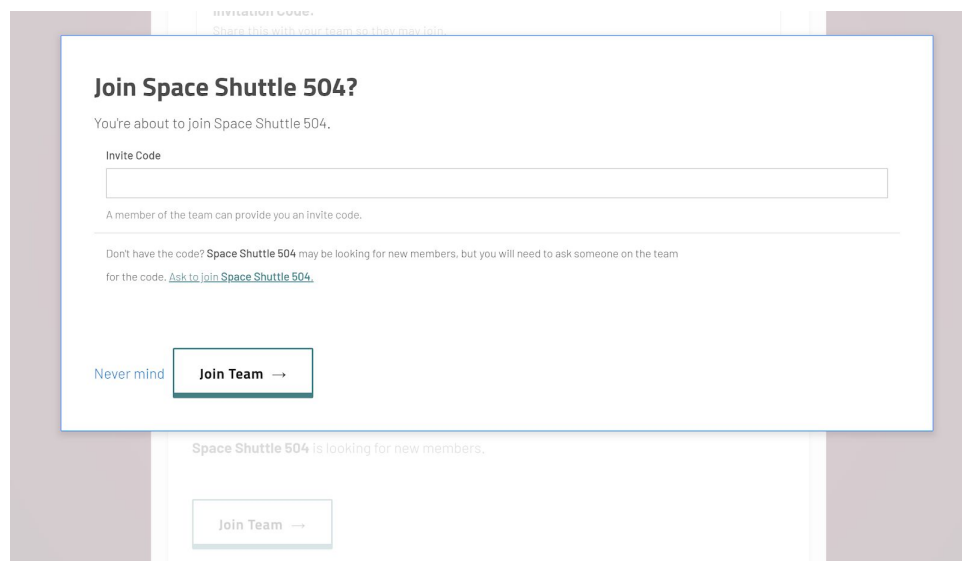 Invitation Code:
Share this with your team so they may join.
Join Space Shuttle 504?
You're about to join Space Shuttle 504.
Invite Code
A member of the team can provide you an invite code.
Don't have the code? Space Shuttle 504 may be looking for new members, but you will need to ask someone on the team
for the code. Ask to join Space Shuttle 504.
Never mind Join Team →
Space Shuttle 504 is looking for new members.
Join Team →